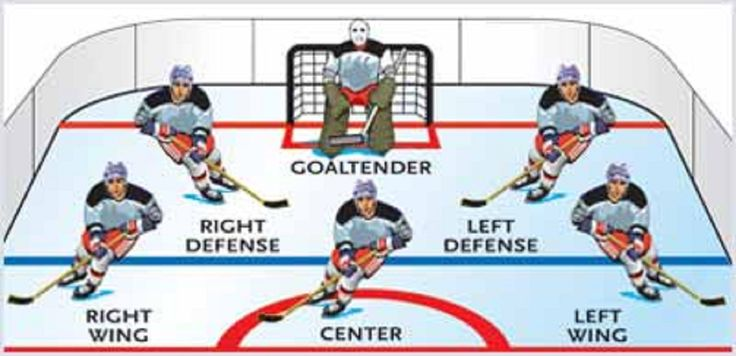 GOALTENDER
RIGHT
DEFENSE
LEFT
DEFENSE
RIGHT
WING
CENTER
LEFT
WING